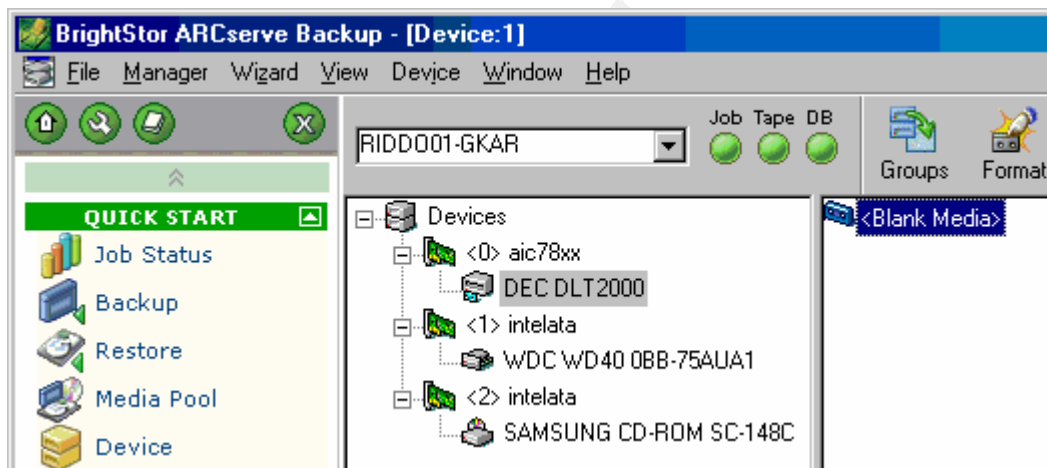 BrightStor ARCserve Backup - [Device:1]
File Manager Wizard View Device Window Help
RIDDO01-GKAR
Job Tape DB
Groups Format
QUICK START
Job Status
Backup
Restore
Media Pool
Device
Devices
<0> aic78xx
DEC DLT2000
<1> intelata
WDC WD40 0BB-75AUA1
<2> intelata
SAMSUNG CD-ROM SC-148C
<Blank Media>